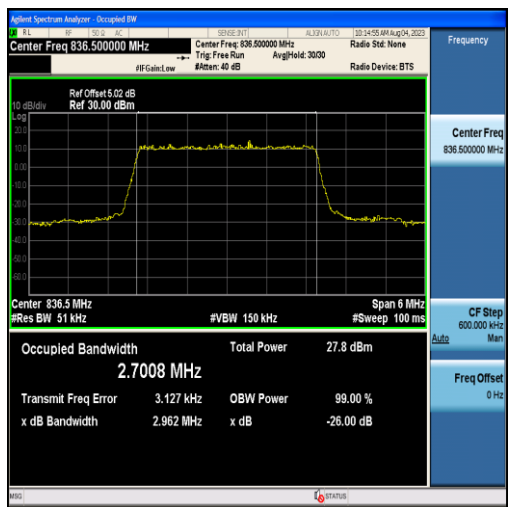 Agilent Spectrum Analyzer - Occupied BW
RL RF 50 Ω AC SENSE:INT ALIGN AUTO 10:14:55 AM Aug 04, 2023
Center Freq 836.500000 MHz
Center Freq: 836.500000 MHz
Radio Std: None
Trig: Free Run Avg|Hold: 30/30
#IFGain:Low #Atten: 40 dB Radio Device: BTS
Frequency
Ref Offset 5.02 dB
10 dB/div Ref 30.00 dBm
Log
20.0
10.0
0.00
-10.0
-20.0
-30.0
-40.0
-50.0
-60.0
Center Freq
836.500000 MHz
Center 836.5 MHz Span 6 MHz
#Res BW 51 kHz #VBW 150 kHz #Sweep 100 ms
CF Step
600.000 kHz
Auto Man
Occupied Bandwidth Total Power 27.8 dBm
2.7008 MHz
Transmit Freq Error 3.127 kHz OBW Power 99.00 %
x dB Bandwidth 2.962 MHz x dB -26.00 dB
Freq Offset
0 Hz
MSG STATUS